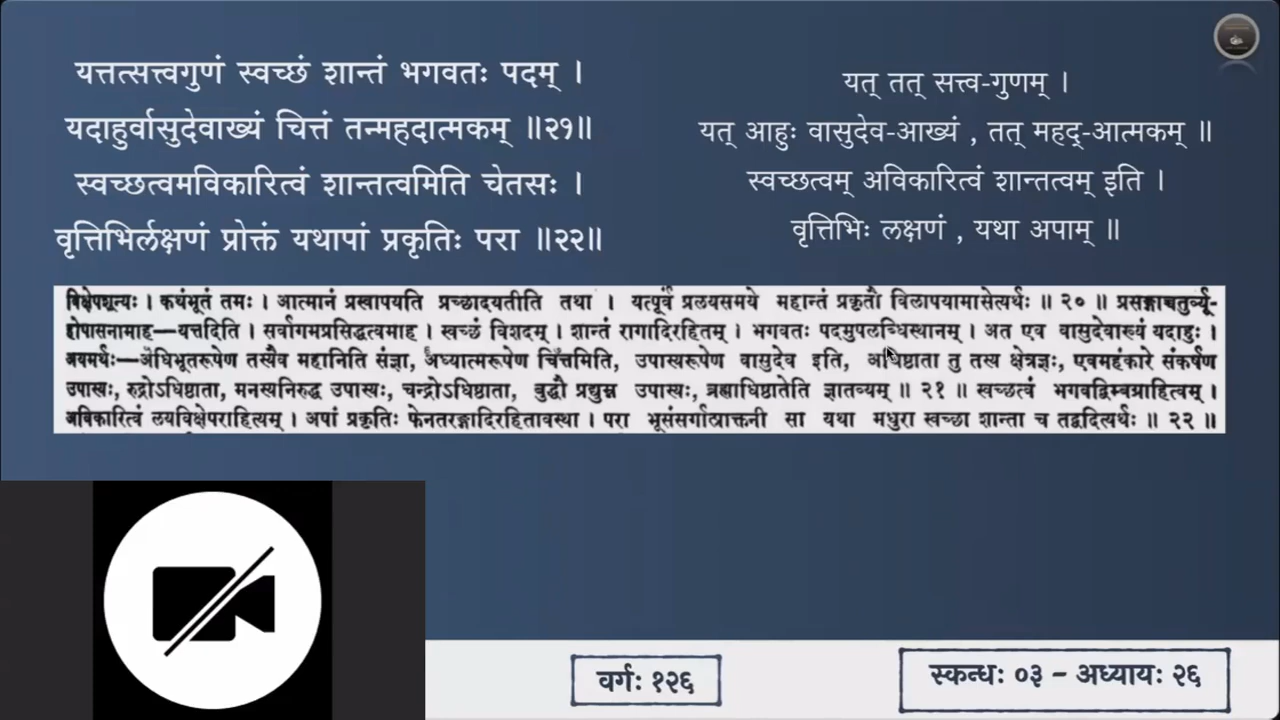 यत्तत्सत्त्वगुणं स्वच्छं शान्तं भगवतः पदम् ।
यदाहुर्वासुदेवाख्यं चित्तं तन्महदात्मकम् ॥२१॥
स्वच्छत्वमविकारित्वं शान्तत्वमिति चेतसः ।
वृत्तिभिर्लक्षणं प्रोक्तं यथापां प्रकृतिः परा ॥२२॥
यत् तत् सत्त्व-गुणम् ।
यत् आहुः वासुदेव-आख्यं , तत् महद्-आत्मकम् ॥
स्वच्छत्वम् अविकारित्वं शान्तत्वम् इति ।
वृत्तिभिः लक्षणं , यथा अपाम् ॥
विक्षेपशून्यः । कथंभूतं तमः । आत्मानं प्रस्वापयति प्रच्छादयतीति तथा । यत्पूर्वं प्रलयसमये महान्तं प्रकृतौ विलापयामासेत्यर्थः ॥ २० ॥ प्रसङ्गाच्चतुर्व्यू-
होपासनामाह—यत्तदिति । सर्वागमप्रसिद्धत्वमाह । स्वच्छं विशदम् । शान्तं रागादिरहितम् । भगवतः पदमुपलब्धिस्थानम् । अत एव वासुदेवाख्यं यदाहुः ।
अयमर्थः—अधिभूतरूपेण तस्यैव महानिति संज्ञा, अध्यात्मरूपेण चित्तमिति, उपास्यरूपेण वासुदेव इति, अधिष्ठाता तु तस्य क्षेत्रज्ञः, एवमहंकारे संकर्षण
उपास्यः, रुद्रोऽधिष्ठाता, मनस्यनिरुद्ध उपास्यः, चन्द्रोऽधिष्ठाता, बुद्धौ प्रद्युम्न उपास्यः, ब्रह्माधिष्ठातेति ज्ञातव्यम् ॥ २१ ॥ स्वच्छत्वं भगवद्बिम्बग्राहित्वम् ।
अविकारित्वं लयविक्षेपराहित्यम् । अपां प्रकृतिः फेनतरङ्गादिरहितावस्था । परा भूसंसर्गात्प्राक्तनी सा यथा मधुरा स्वच्छा शान्ता च तद्वदित्यर्थः ॥ २२ ॥
वर्गः १२६
स्कन्धः ०३ – अध्यायः २६